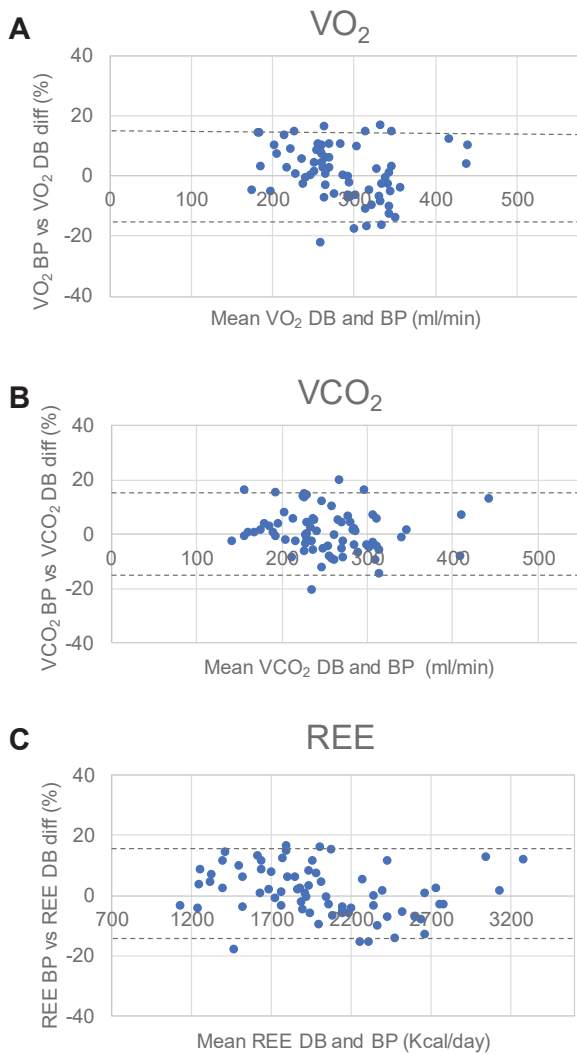 A
VO₂
40
20
0
-20
-40
0 100 200 300 400 500
VO₂ BP vs VO₂ DB diff (%)
Mean VO₂ DB and BP (ml/min)
B
VCO₂
40
20
0
-20
-40
0 100 200 300 400 500
VCO₂ BP vs VCO₂ DB diff (%)
Mean VCO₂ DB and BP (ml/min)
C
REE
40
20
0
-20
-40
700 1200 1700 2200 2700 3200
REE BP vs REE DB diff (%)
Mean REE DB and BP (Kcal/day)